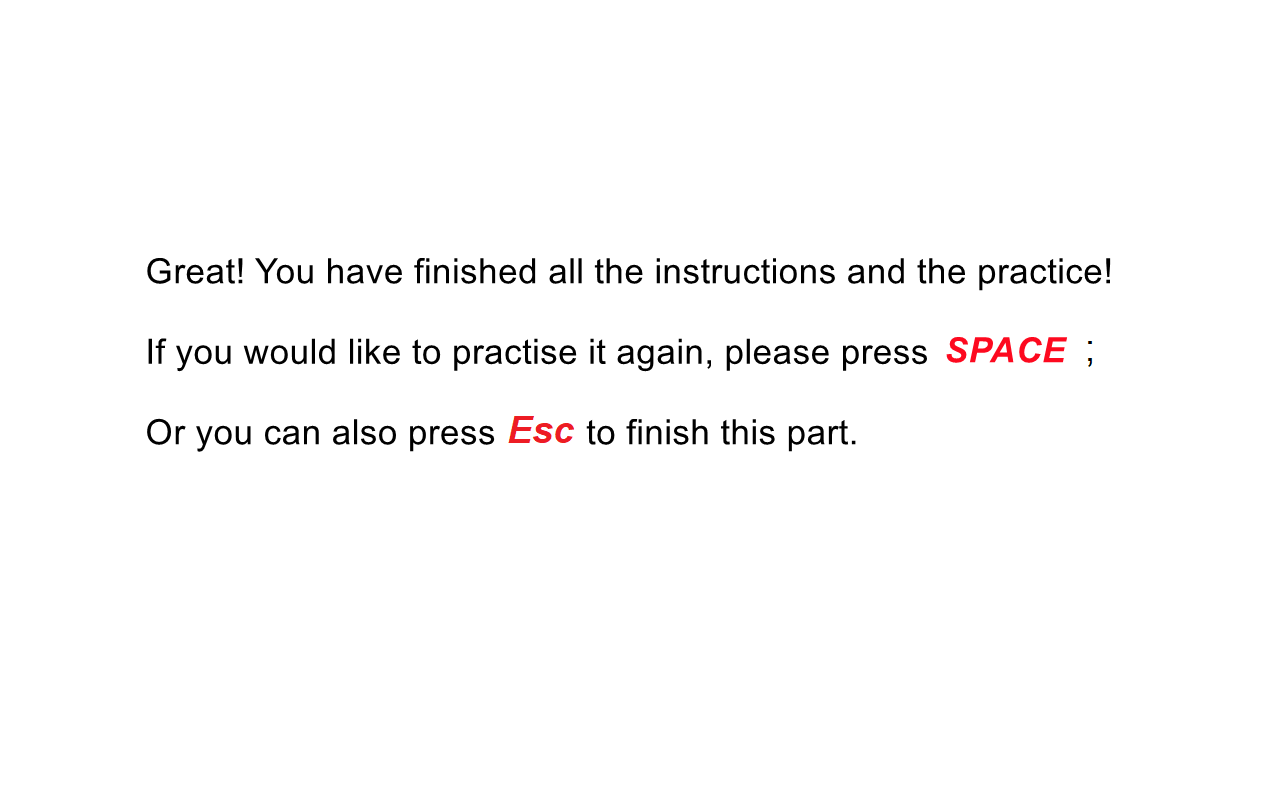 Great! You have finished all the instructions and the practice!
If you would like to practise it again, please press SPACE ;
Or you can also press Esc to finish this part.